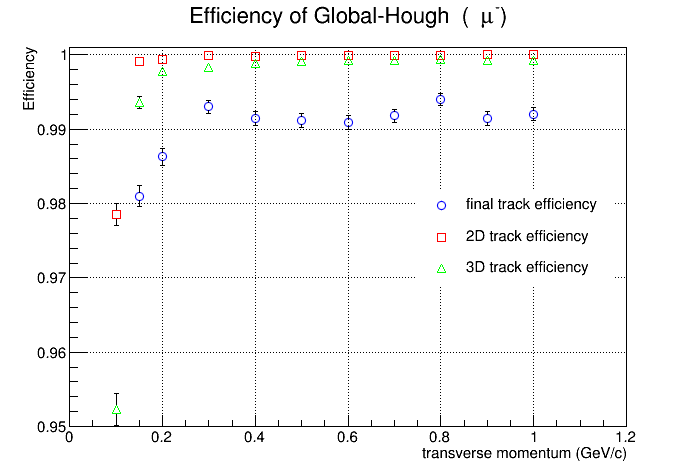 Efficiency of Global-Hough ( μ⁻)
Efficiency
1
0.99
0.98
0.97
0.96
0.95
final track efficiency
2D track efficiency
3D track efficiency
0 0.2 0.4 0.6 0.8 1 1.2
transverse momentum (GeV/c)